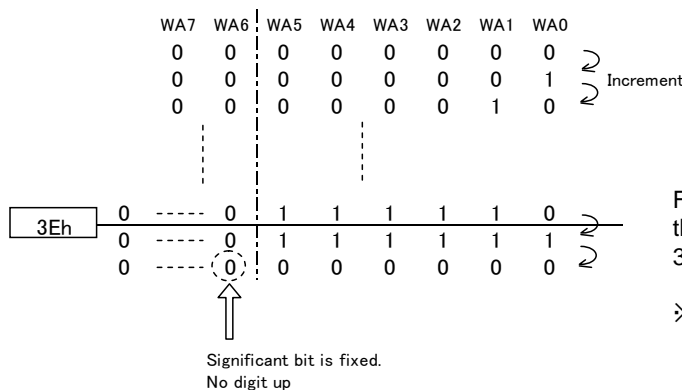 WA7 WA6 WA5 WA4 WA3 WA2 WA1 WA0
0 0 0 0 0 0 0 0
0 0 0 0 0 0 0 1
Increment
0 0 0 0 0 0 1 0
3Eh
0 ----- 0 1 1 1 1 1 0
0 ----- 0 1 1 1 1 1 1
0 ----- 0 0 0 0 0 0 0
Significant bit is fixed.
No digit up
※